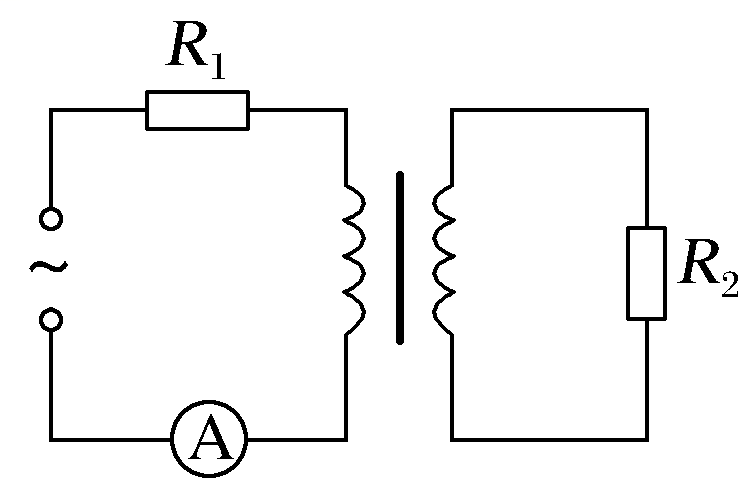 R₁
~
R₂
A